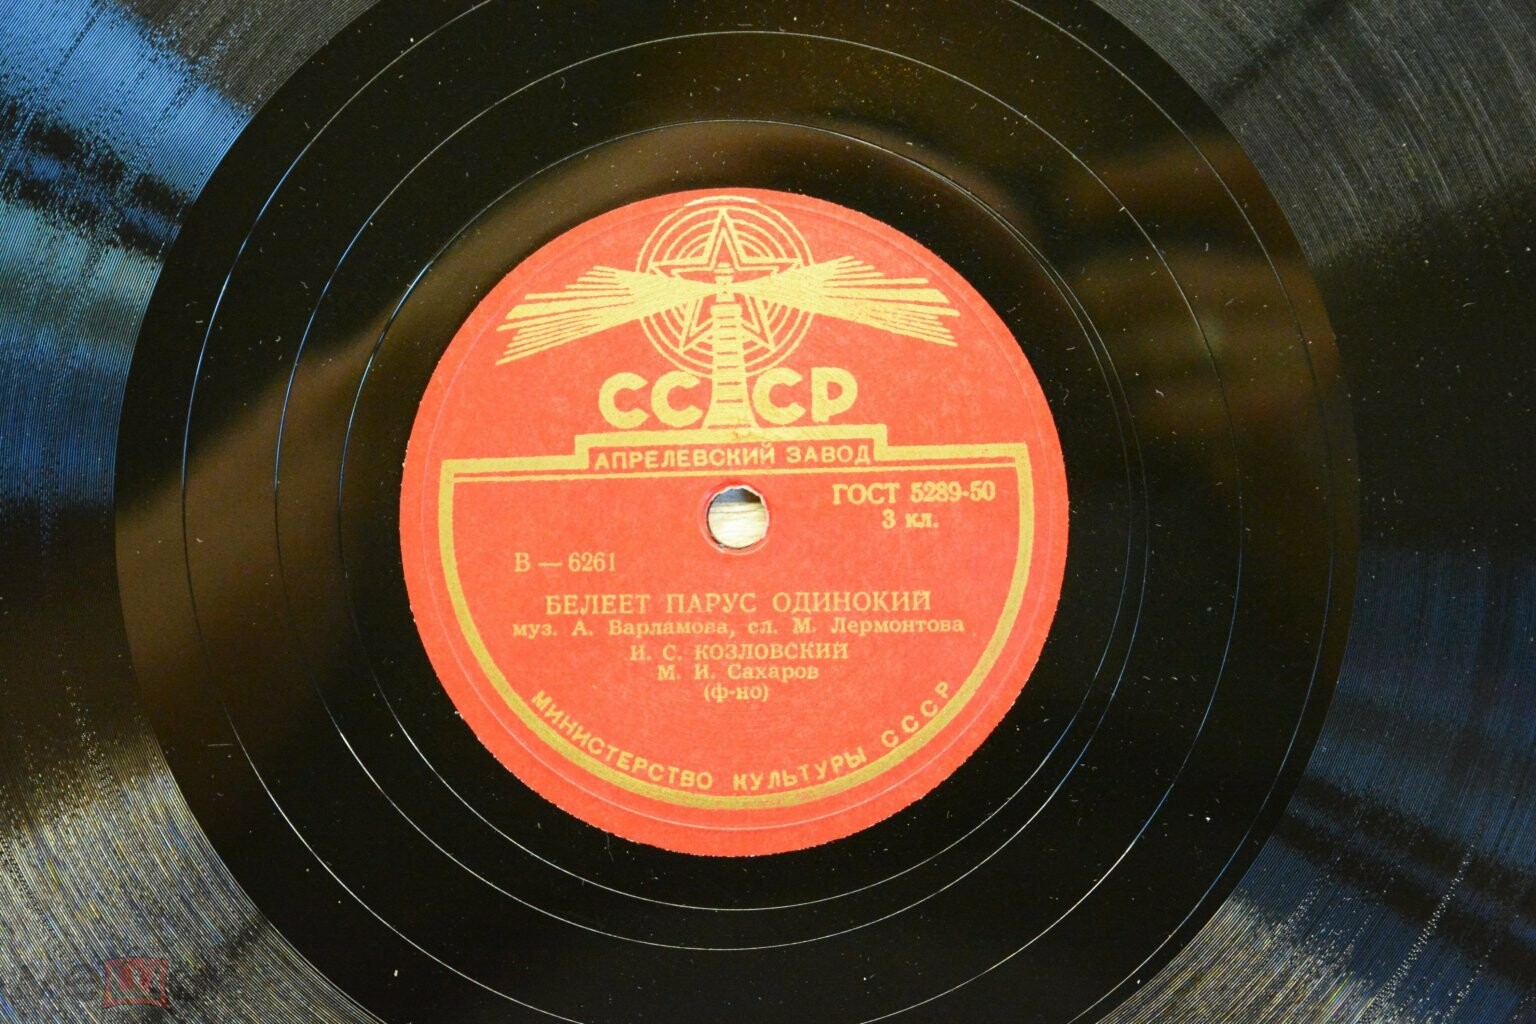 СССР
АПРЕЛЕВСКИЙ ЗАВОД
ГОСТ 5289-50
3 кл.
В — 6261
БЕЛЕЕТ ПАРУС ОДИНОКИЙ
муз. А. Варламова, сл. М. Лермонтова
И. С. КОЗЛОВСКИЙ
М. И. Сахаров
(ф-но)
МИНИСТЕРСТВО КУЛЬТУРЫ СССР